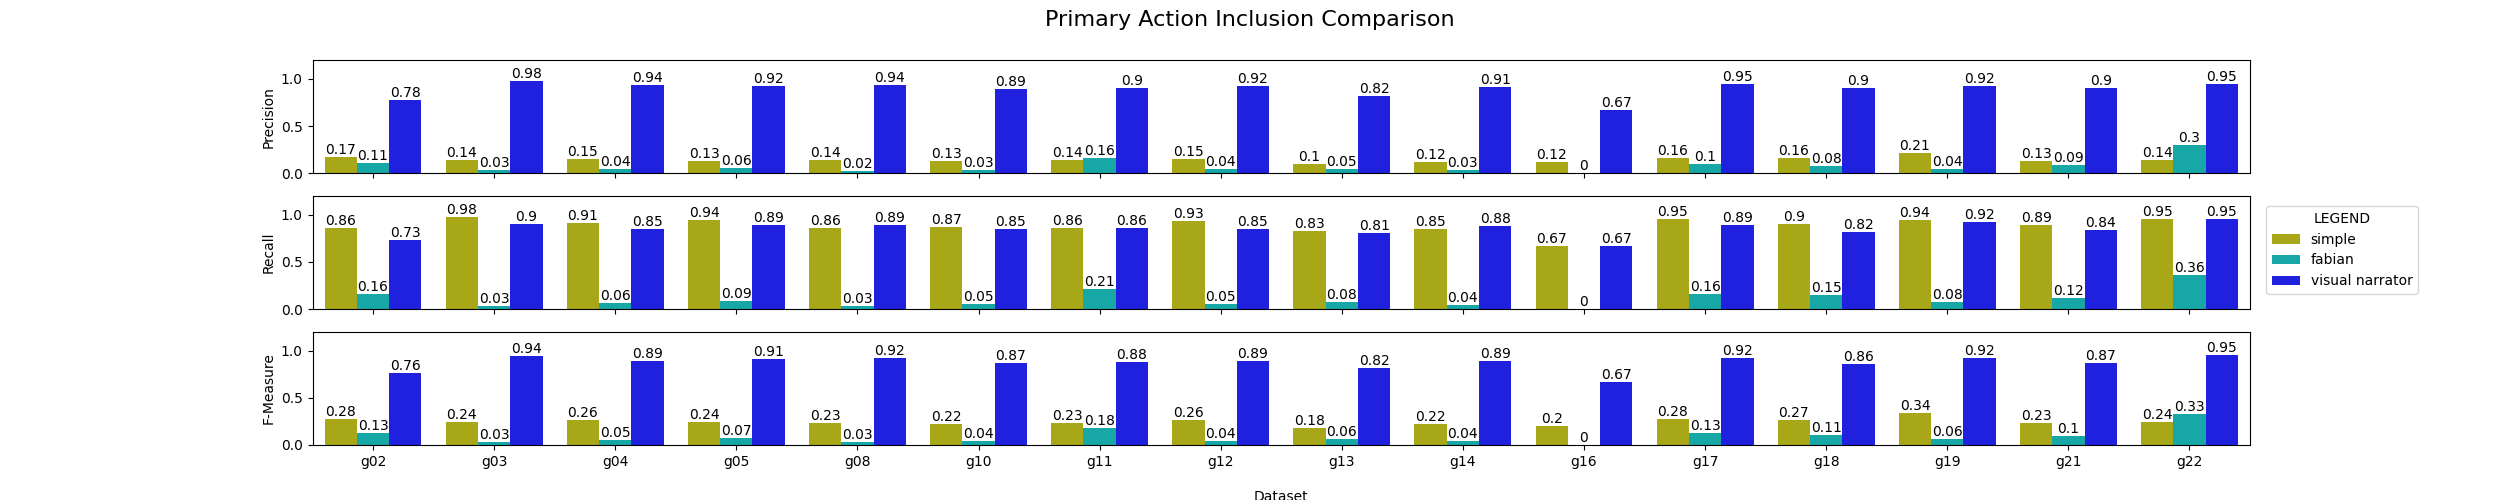 Primary Action Inclusion Comparison
Precision
1.0
0.5
0.0
0.17 0.11 0.78 0.14 0.03 0.98 0.15 0.04 0.94 0.13 0.06 0.92 0.14 0.02 0.94 0.13 0.03 0.89 0.14 0.16 0.9 0.15 0.04 0.92 0.1 0.05 0.82 0.12 0.03 0.91 0.12 0 0.67 0.16 0.1 0.95 0.16 0.08 0.9 0.21 0.04 0.92 0.13 0.09 0.9 0.14 0.3 0.95
Recall
1.0
0.5
0.0
0.86 0.16 0.73 0.98 0.03 0.9 0.91 0.06 0.85 0.94 0.09 0.89 0.86 0.03 0.89 0.87 0.05 0.85 0.86 0.21 0.86 0.93 0.05 0.85 0.83 0.08 0.81 0.85 0.04 0.88 0.67 0 0.67 0.95 0.16 0.89 0.9 0.15 0.82 0.94 0.08 0.92 0.89 0.12 0.84 0.95 0.36 0.95
LEGEND
simple
fabian
visual narrator
F-Measure
1.0
0.5
0.0
0.28 0.13 0.76 0.24 0.03 0.94 0.26 0.05 0.89 0.24 0.07 0.91 0.23 0.03 0.92 0.22 0.04 0.87 0.23 0.18 0.88 0.26 0.04 0.89 0.18 0.06 0.82 0.22 0.04 0.89 0.2 0 0.67 0.28 0.13 0.92 0.27 0.11 0.86 0.34 0.06 0.92 0.23 0.1 0.87 0.24 0.33 0.95
g02 g03 g04 g05 g08 g10 g11 g12 g13 g14 g16 g17 g18 g19 g21 g22
Dataset